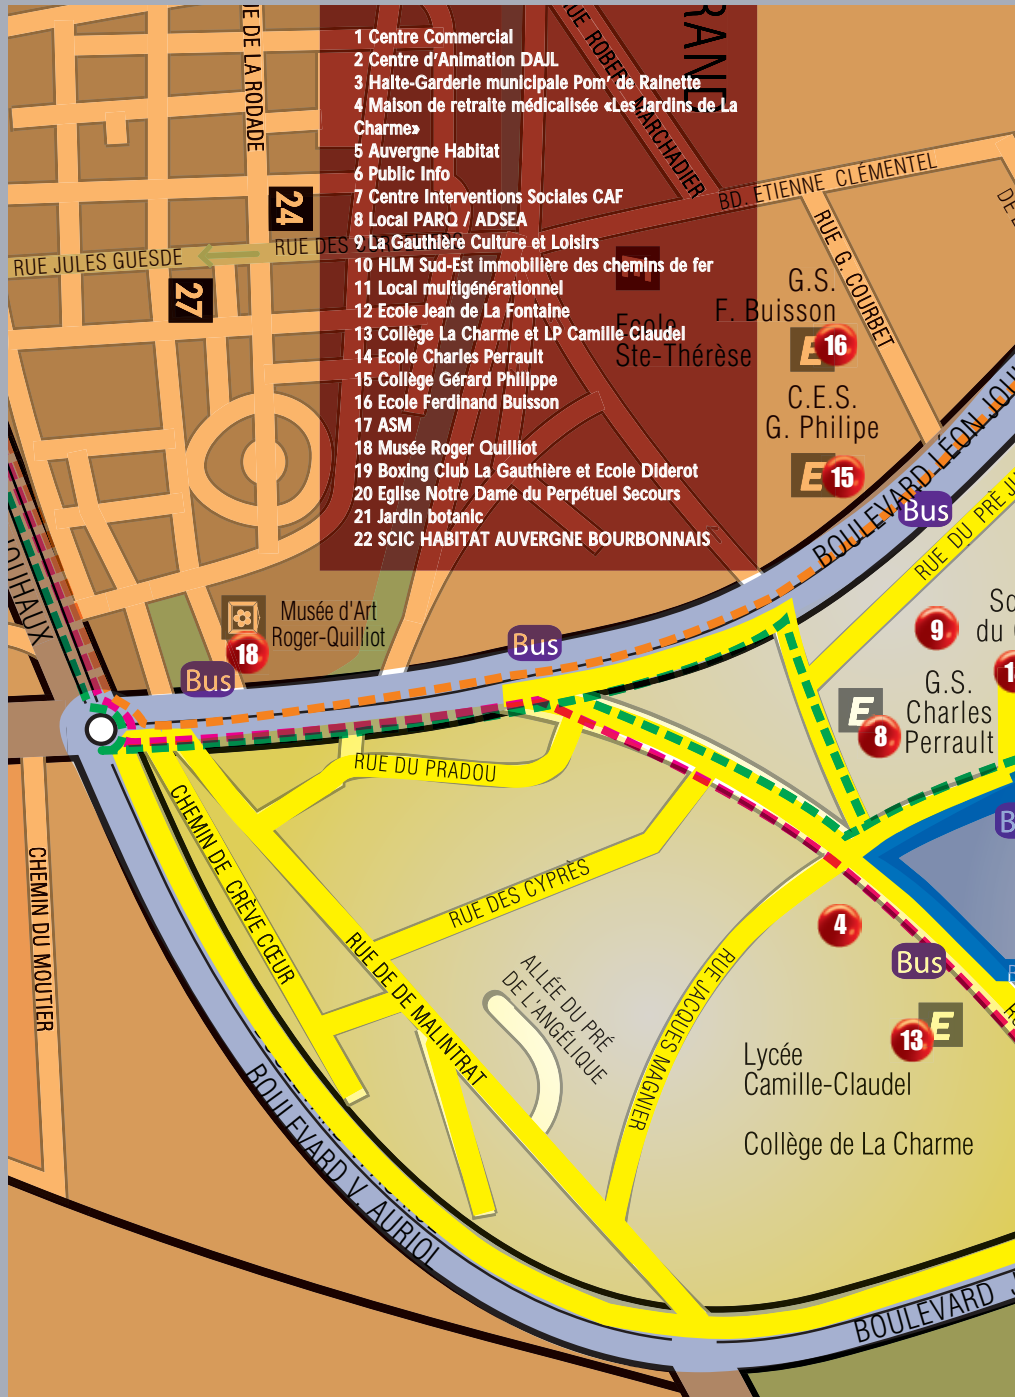 1 Centre Commercial
2 Centre d'Animation DAJL
3 Halte-Garderie municipale Pom' de Rainette
4 Maison de retraite médicalisée «Les Jardins de La
Charme»
5 Auvergne Habitat
6 Public Info
7 Centre Interventions Sociales CAF
8 Local PARQ / ADSEA
9 La Gauthière Culture et Loisirs
10 HLM Sud-Est immobilière des chemins de fer
11 Local multigénérationnel
12 Ecole Jean de La Fontaine
13 Collège La Charme et LP Camille Claudel
14 Ecole Charles Perrault
15 Collège Gérard Philippe
16 Ecole Ferdinand Buisson
17 ASM
18 Musée Roger Quilliot
19 Boxing Club La Gauthière et Ecole Diderot
20 Eglise Notre Dame du Perpétuel Secours
21 Jardin botanic
22 SCIC HABITAT AUVERGNE BOURBONNAIS
DE LA RODADE
MARCHADIER
BD. ETIENNE CLÉMENTEL
24
RUE JULES GUESDE
RUE DES
27
RUE G. COURBET
G.S.
F. Buisson
E
16
Ecole
Ste-Thérèse
C.E.S.
G. Philipe
E
15
BOULEVARD LÉON
Bus
RUE DU PRÉ
JOUHAUX
Musée d'Art
Roger-Quilliot
18
Bus
Bus
9
du
G.S.
Charles
Perrault
E
8
RUE DU PRADOU
CHEMIN DE CRÈVE CŒUR
CHEMIN DU MOUTIER
RUE DES CYPRÈS
RUE DE DE MALINTRAT
ALLÉE DU PRÉ
DE L'ANGÉLIQUE
RUE JACQUES MAGNIER
4
Bus
E
13
Lycée
Camille-Claudel
Collège de La Charme
BOULEVARD V. AURIOL
BOULEVARD